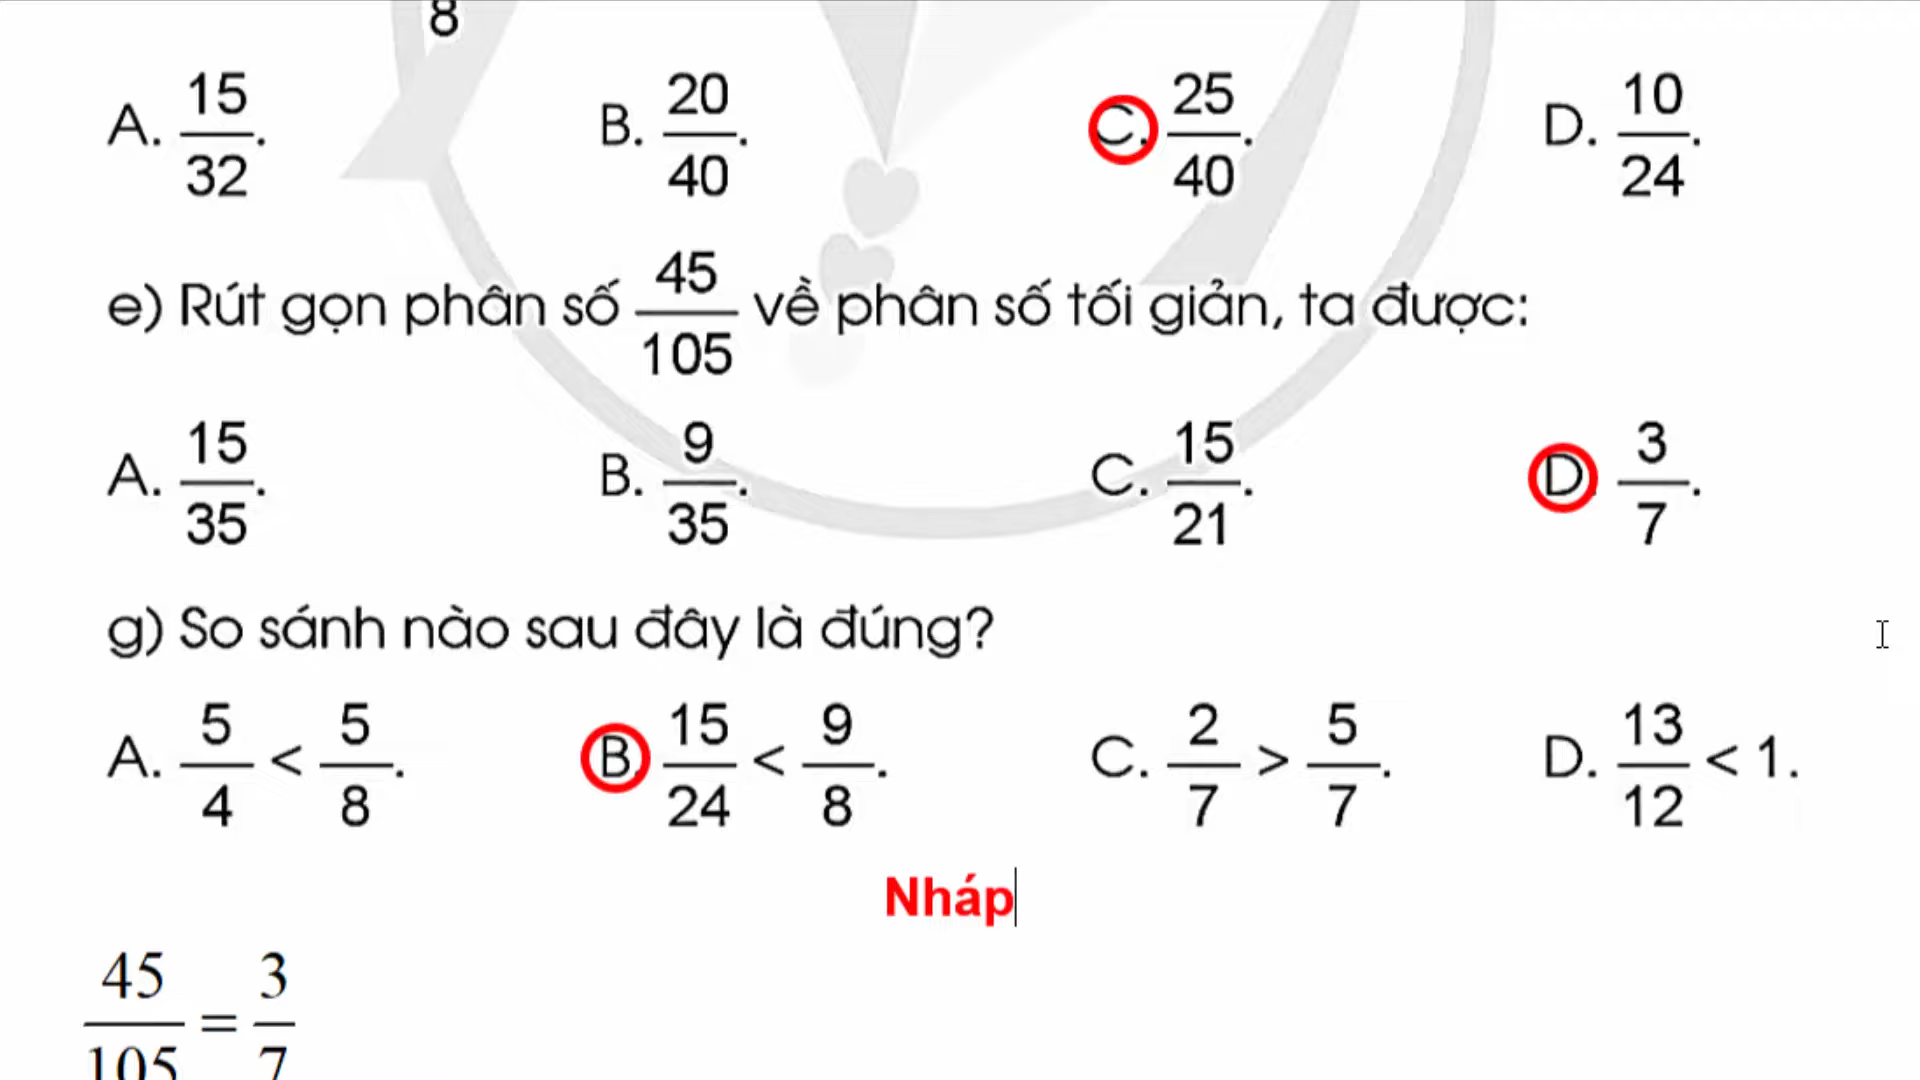 8
A. 15/32. B. 20/40. C. 25/40. D. 10/24.
e) Rút gọn phân số 45/105 về phân số tối giản, ta được:
A. 15/35. B. 9/35. C. 15/21. D. 3/7.
g) So sánh nào sau đây là đúng?
A. 5/4 < 5/8. B. 15/24 < 9/8. C. 2/7 > 5/7. D. 13/12 < 1.
Nháp
45/105 = 3/7